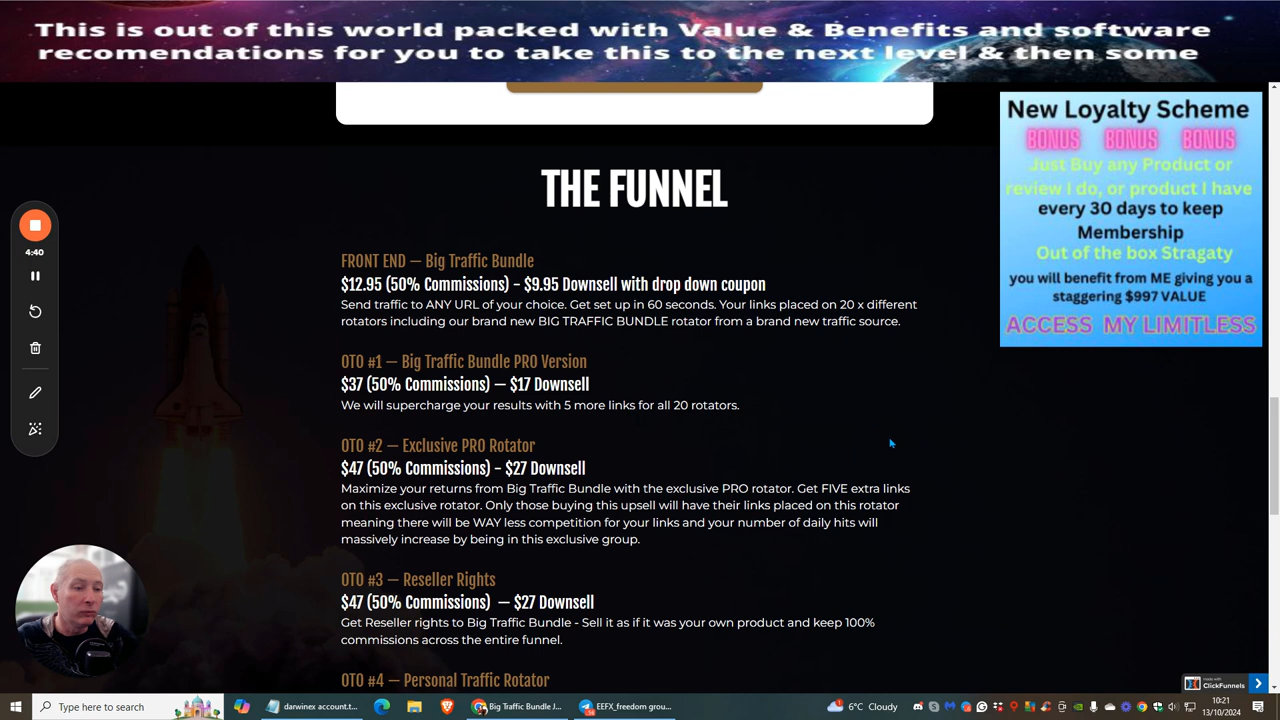 This is out of this world packed with Value & Benefits and software
recomendations for you to take this to the next level & then some
New Loyalty Scheme
BONUS BONUS BONUS
Just Buy any Product or
review I do, or product I have
every 30 days to keep
Membership
Out of the box Stragaty
you will benefit from ME giving you a
staggering $997 VALUE
ACCESS MY LIMITLESS
THE FUNNEL
FRONT END — Big Traffic Bundle
$12.95 (50% Commissions) - $9.95 Downsell with drop down coupon
Send traffic to ANY URL of your choice. Get set up in 60 seconds. Your links placed on 20 x different
rotators including our brand new BIG TRAFFIC BUNDLE rotator from a brand new traffic source.
OTO #1 — Big Traffic Bundle PRO Version
$37 (50% Commissions) — $17 Downsell
We will supercharge your results with 5 more links for all 20 rotators.
OTO #2 — Exclusive PRO Rotator
$47 (50% Commissions) - $27 Downsell
Maximize your returns from Big Traffic Bundle with the exclusive PRO rotator. Get FIVE extra links
on this exclusive rotator. Only those buying this upsell will have their links placed on this rotator
meaning there will be WAY less competition for your links and your number of daily hits will
massively increase by being in this exclusive group.
OTO #3 — Reseller Rights
$47 (50% Commissions) — $27 Downsell
Get Reseller rights to Big Traffic Bundle - Sell it as if it was your own product and keep 100%
commissions across the entire funnel.
OTO #4 — Personal Traffic Rotator
4:40
made with
ClickFunnels
Type here to search
darwinex account.t...
Big Traffic Bundle J...
EEFX_freedom grou...
6°C Cloudy
10:21
13/10/2024